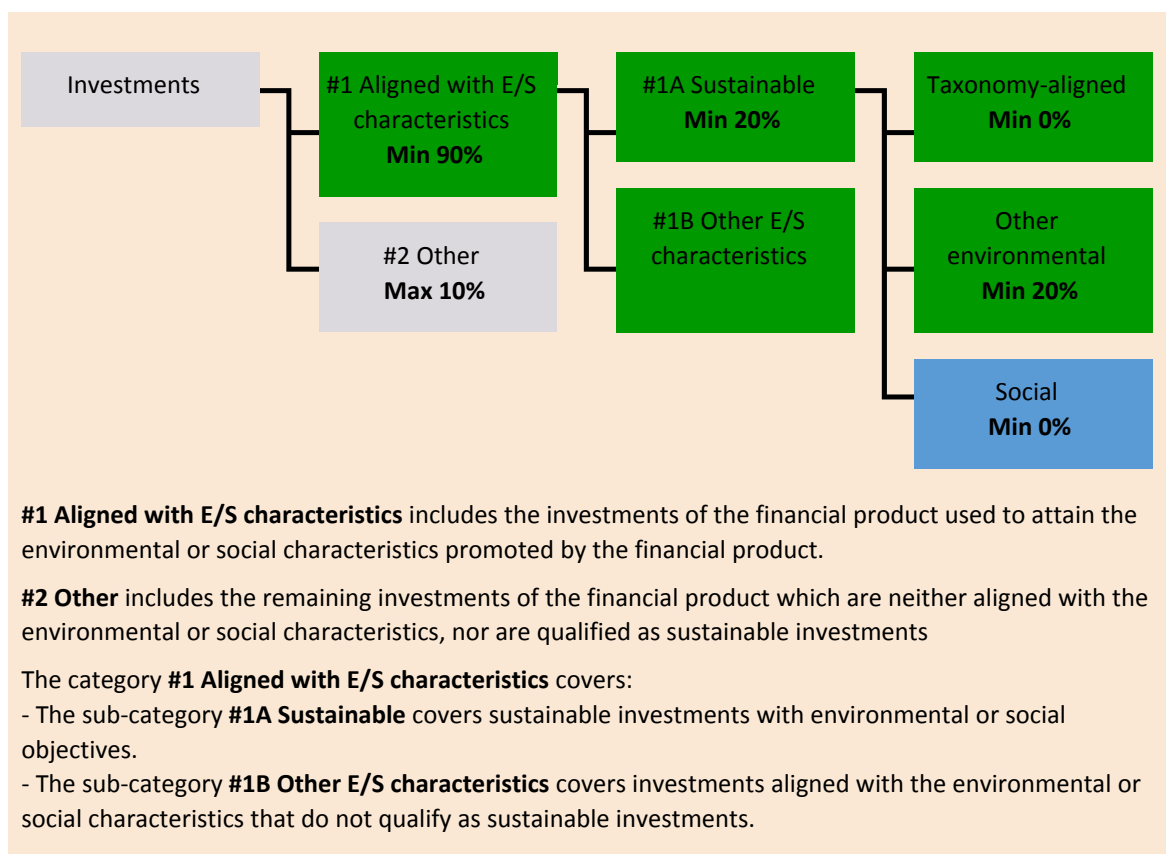 Investments
#1 Aligned with E/S
characteristics
Min 90%
#2 Other
Max 10%
#1A Sustainable
Min 20%
#1B Other E/S
characteristics
Taxonomy-aligned
Min 0%
Other
environmental
Min 20%
Social
Min 0%
#1 Aligned with E/S characteristics includes the investments of the financial product used to attain the
environmental or social characteristics promoted by the financial product.
#2 Other includes the remaining investments of the financial product which are neither aligned with the
environmental or social characteristics, nor are qualified as sustainable investments
The category #1 Aligned with E/S characteristics covers:
- The sub-category #1A Sustainable covers sustainable investments with environmental or social
objectives.
- The sub-category #1B Other E/S characteristics covers investments aligned with the environmental or
social characteristics that do not qualify as sustainable investments.